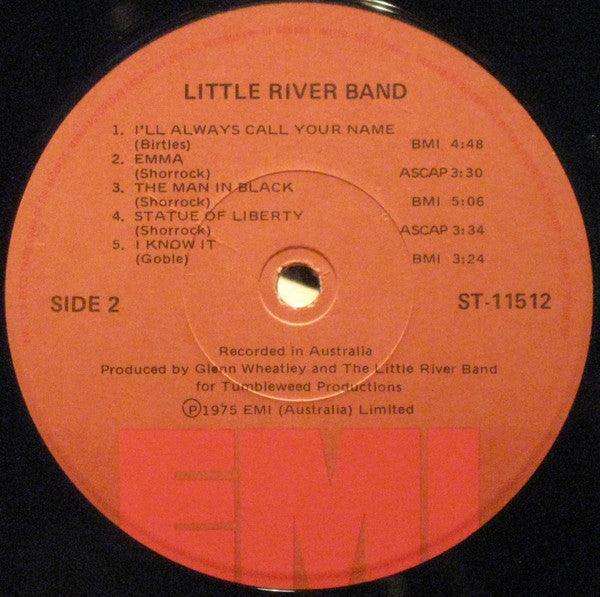 LITTLE RIVER BAND
1. I'LL ALWAYS CALL YOUR NAME
(Birtles) BMI 4:48
2. EMMA
(Shorrock) ASCAP 3:30
3. THE MAN IN BLACK
(Shorrock) BMI 5:06
4. STATUE OF LIBERTY
(Shorrock) ASCAP 3:34
5. I KNOW IT
(Goble) BMI 3:24
SIDE 2 ST-11512
Recorded in Australia
Produced by Glenn Wheatley and The Little River Band
for Tumbleweed Productions
Ⓟ1975 EMI (Australia) Limited
EMI